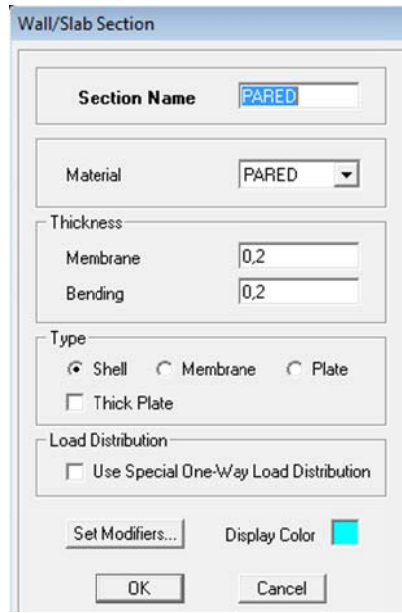 Wall/Slab Section
Section Name PARED
Material PARED
Thickness
Membrane 0,2
Bending 0,2
Type
Shell Membrane Plate
Thick Plate
Load Distribution
Use Special One-Way Load Distribution
Set Modifiers... Display Color
OK Cancel